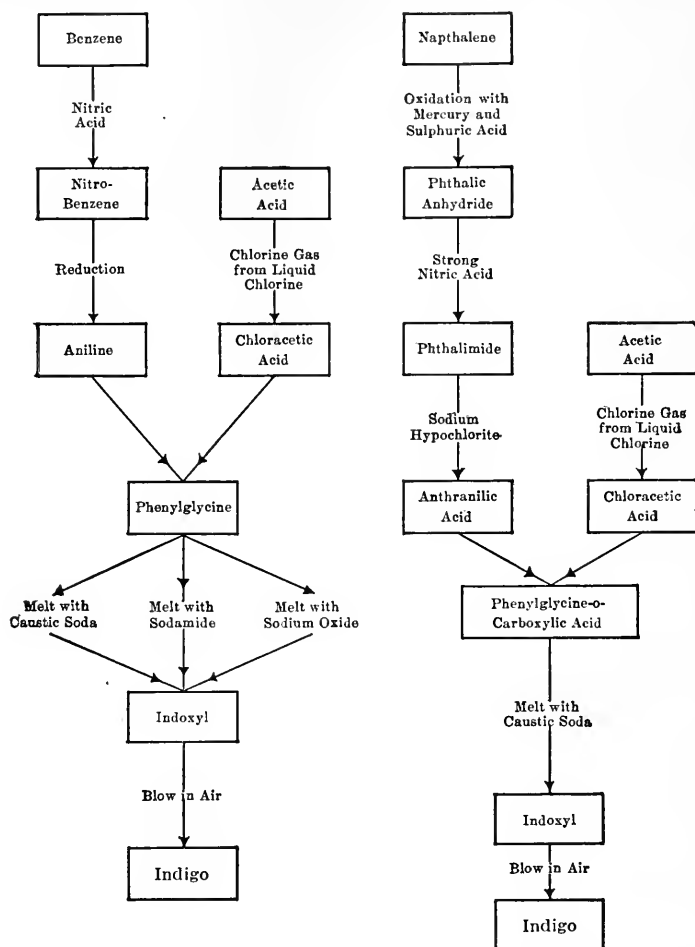 Benzene
Nitric
Acid
Nitro-
Benzene
Reduction
Aniline
Acetic
Acid
Chlorine Gas
from Liquid
Chlorine
Chloracetic
Acid
Phenylglycine
Melt with
Caustic Soda
Melt with
Sodamide
Melt with
Sodium Oxide
Indoxyl
Blow in Air
Indigo
Napthalene
Oxidation with
Mercury and
Sulphuric Acid
Phthalic
Anhydride
Strong
Nitric Acid
Phthalimide
Sodium
Hypochlorite
Anthranilic
Acid
Acetic
Acid
Chlorine Gas
from Liquid
Chlorine
Chloracetic
Acid
Phenylglycine-o-
Carboxylic Acid
Melt with
Caustic Soda
Indoxyl
Blow in Air
Indigo